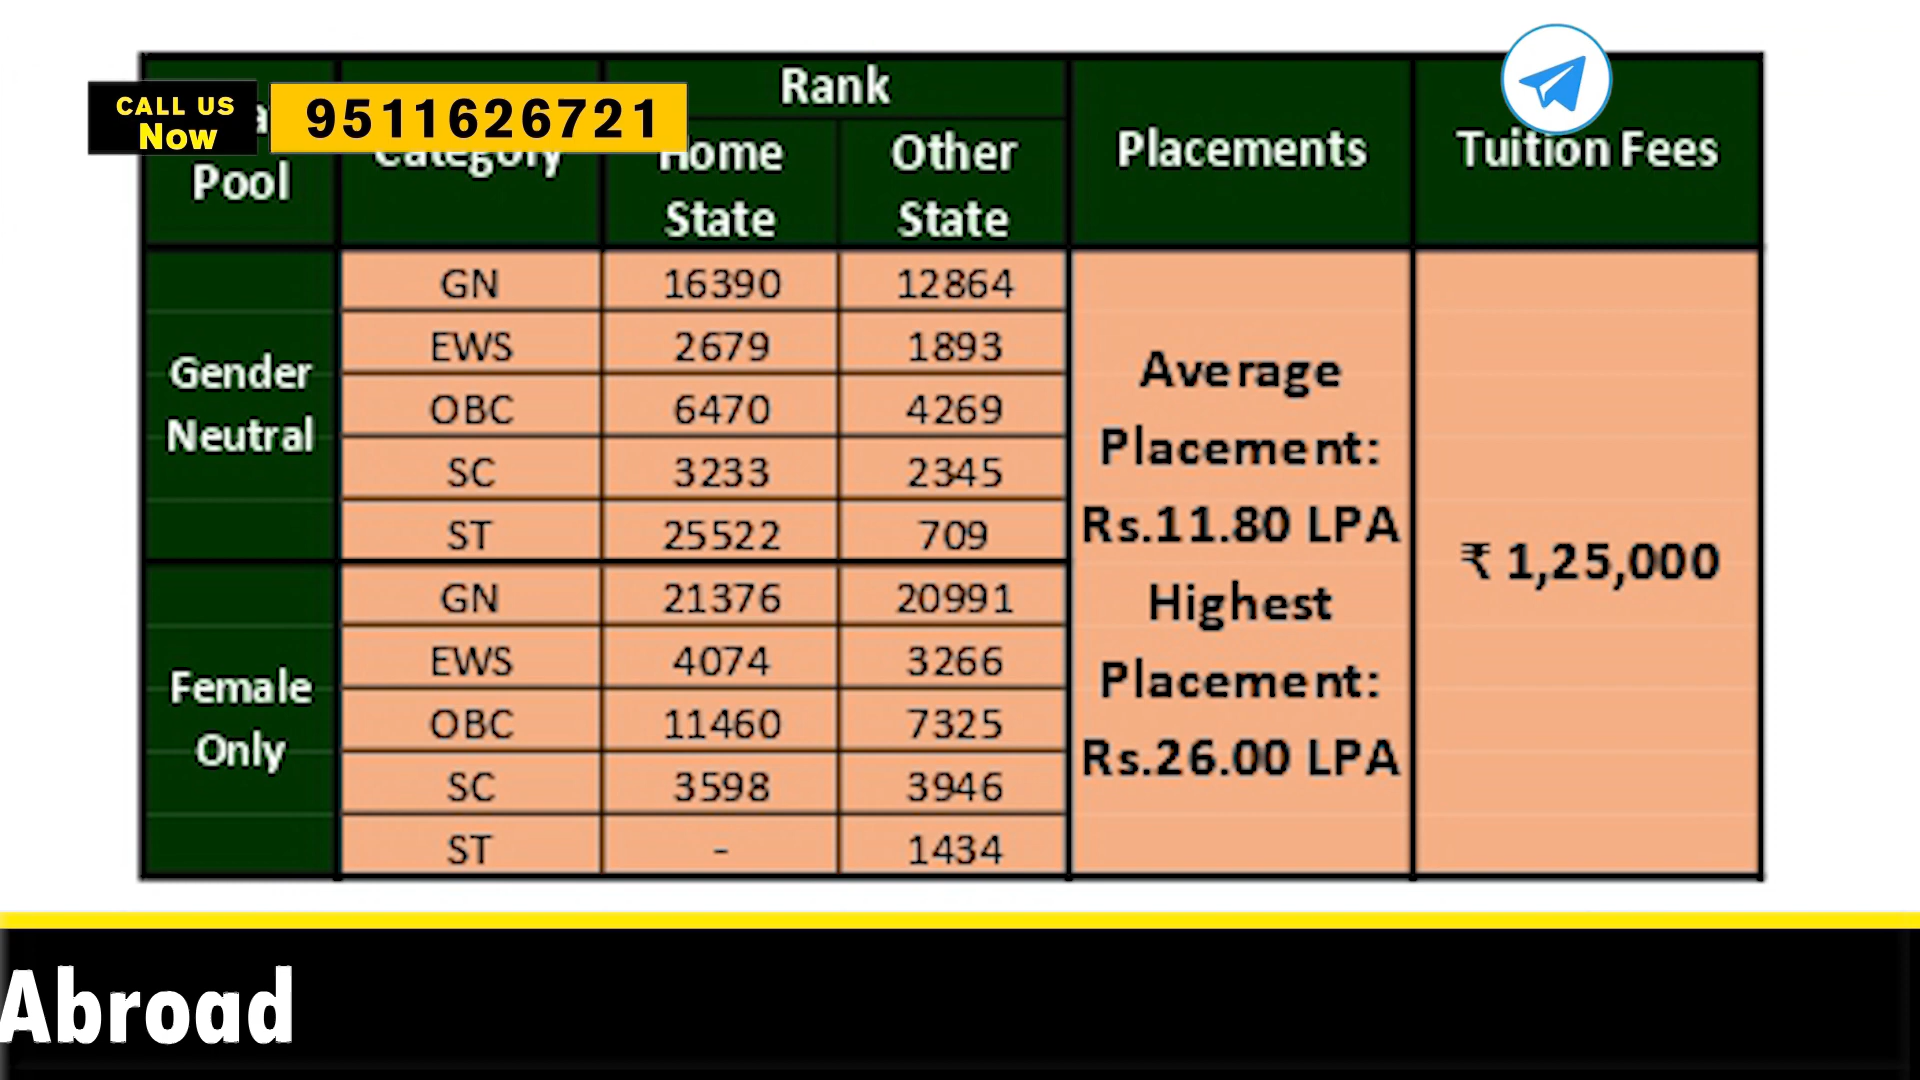 CALL US
Now
9511626721
Pool
Category
Rank
Home
State
Other
State
Placements
Tuition Fees
Gender
Neutral
GN 16390 12864
EWS 2679 1893
OBC 6470 4269
SC 3233 2345
ST 25522 709
Female
Only
GN 21376 20991
EWS 4074 3266
OBC 11460 7325
SC 3598 3946
ST - 1434
Average
Placement:
Rs.11.80 LPA
Highest
Placement:
Rs.26.00 LPA
₹ 1,25,000
Abroad